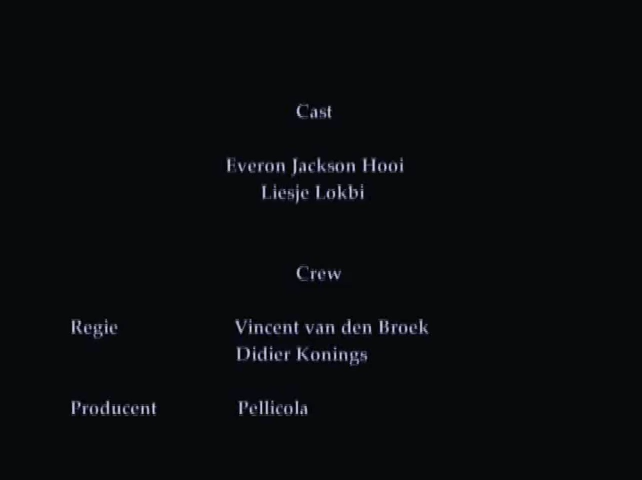 Cast
Everon Jackson Hooi
Liesje Lokbi
Crew
Regie Vincent van den Broek
Didier Konings
Producent Pellicola